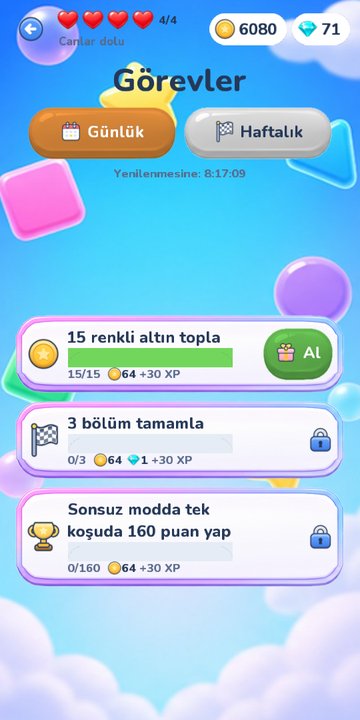 4/4
6080
71
Canlar dolu
Görevler
Günlük
Haftalık
Yenilenmesine: 8:17:09
15 renkli altın topla
15/15 64 +30 XP
Al
3 bölüm tamamla
0/3 64 1 +30 XP
Sonsuz modda tek
koşuda 160 puan yap
0/160 64 +30 XP